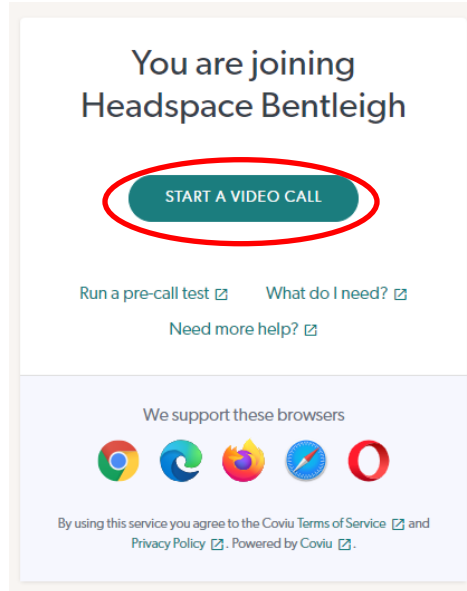 You are joining
Headspace Bentleigh
START A VIDEO CALL
Run a pre-call test What do I need?
Need more help?
We support these browsers
By using this service you agree to the Coviu Terms of Service and
Privacy Policy . Powered by Coviu .